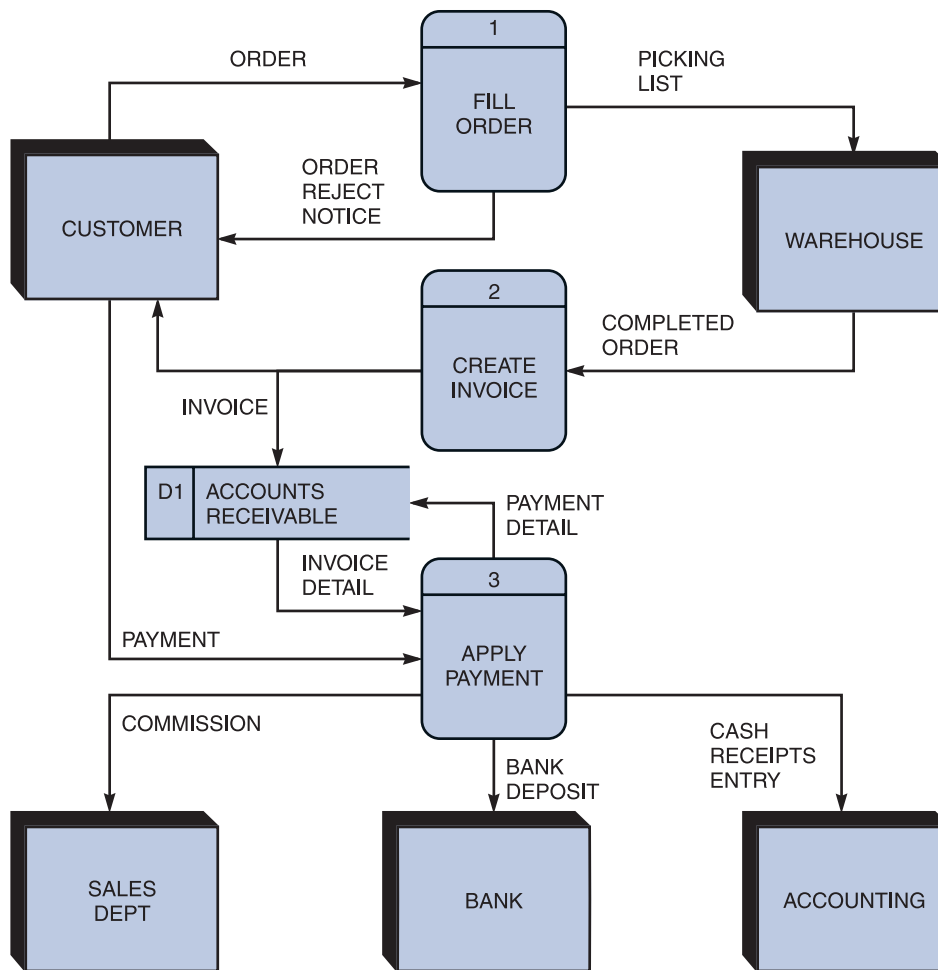 1
ORDER
PICKING
LIST
FILL
ORDER
ORDER
REJECT
NOTICE
CUSTOMER
WAREHOUSE
2
COMPLETED
ORDER
CREATE
INVOICE
INVOICE
D1
ACCOUNTS
RECEIVABLE
PAYMENT
DETAIL
INVOICE
DETAIL
3
PAYMENT
APPLY
PAYMENT
COMMISSION
BANK
DEPOSIT
CASH
RECEIPTS
ENTRY
SALES
DEPT
BANK
ACCOUNTING